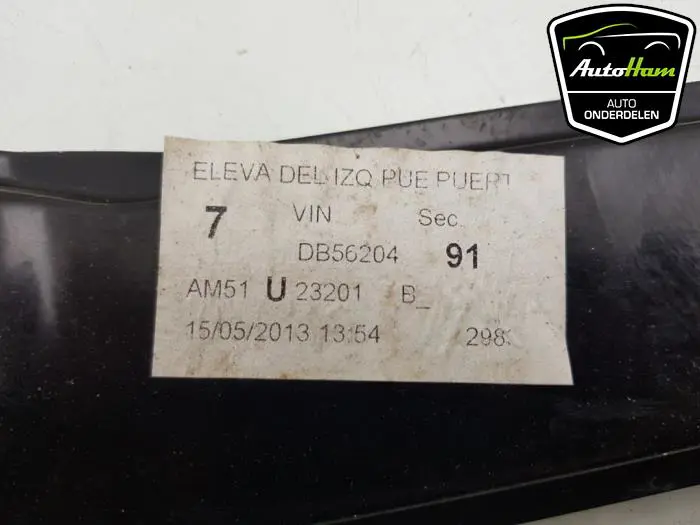 AutoHam
AUTO
ONDERDELEN
ELEVA DEL IZQ PUE PUERT
7 VIN Sec.
DB56204 91
AM51 U 23201 B_
15/05/2013 13:54 298